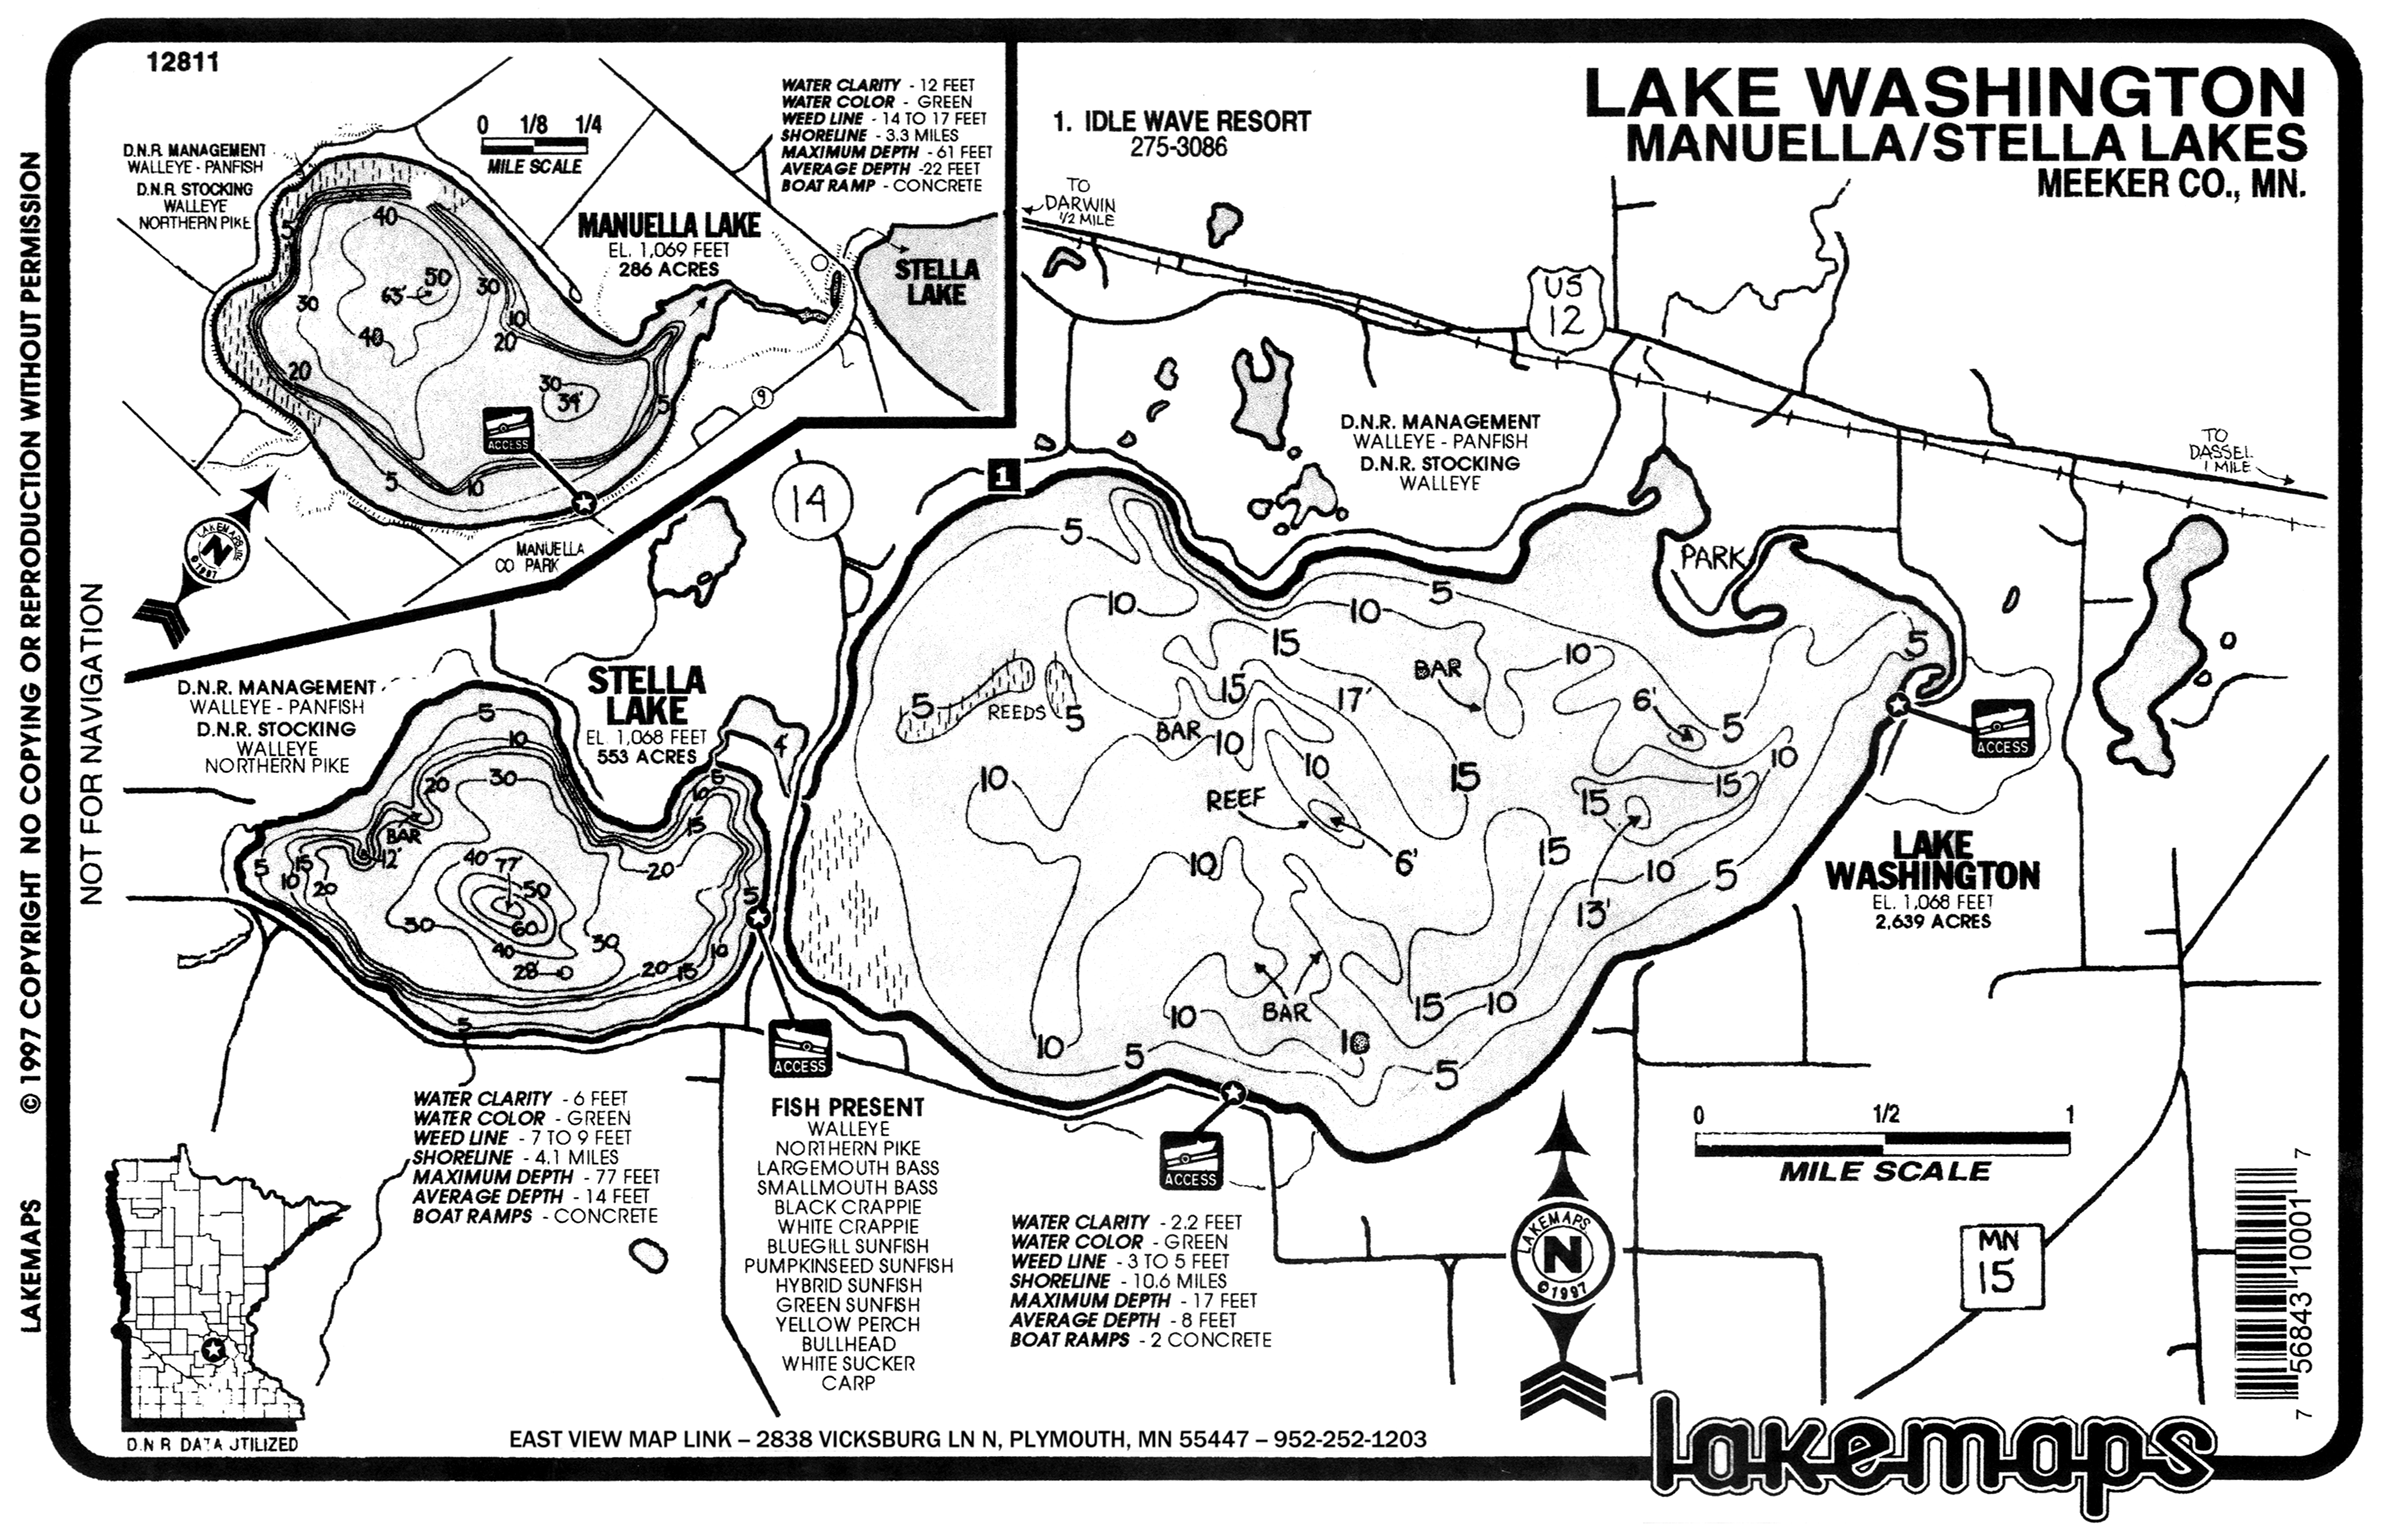 12811
LAKE WASHINGTON
MANUELLA/STELLA LAKES
MEEKER CO., MN.
1. IDLE WAVE RESORT
275-3086
0 1/8 1/4
MILE SCALE
WATER CLARITY - 12 FEET
WATER COLOR - GREEN
WEED LINE - 14 TO 17 FEET
SHORELINE - 3.3 MILES
MAXIMUM DEPTH - 61 FEET
AVERAGE DEPTH -22 FEET
BOAT RAMP - CONCRETE
D.N.R. MANAGEMENT
WALLEYE - PANFISH
D.N.R. STOCKING
WALLEYE
NORTHERN PIKE
MANUELLA LAKE
EL. 1,069 FEET
286 ACRES
STELLA
LAKE
5
40
50
63'
30
30
10
20
40
20
30
34'
5
5
10
9
ACCESS
MANUELLA
CO PARK
N
©1997
TO
DARWIN
1/2 MILE
US
12
TO
DASSEL
1 MILE
D.N.R. MANAGEMENT
WALLEYE - PANFISH
D.N.R. STOCKING
WALLEYE
1
14
PARK
5
10
5
10
15
10
5
BAR
15
17'
6'
5
5
REEDS
5
BAR
10
10
15
10
15
15
10
REEF
6'
10
15
10
5
13'
10
BAR
15
10
10
10
5
5
ACCESS
LAKE
WASHINGTON
EL. 1,068 FEET
2,639 ACRES
D.N.R. MANAGEMENT
WALLEYE - PANFISH
D.N.R. STOCKING
WALLEYE
NORTHERN PIKE
STELLA
LAKE
EL. 1,068 FEET
553 ACRES
5
10
4'
20
30
5
10
15
BAR
12'
5
15
10
20
40
77'
50
20
5
30
60
40
30
28'
20
15
10
5
ACCESS
ACCESS
WATER CLARITY - 6 FEET
WATER COLOR - GREEN
WEED LINE - 7 TO 9 FEET
SHORELINE - 4.1 MILES
MAXIMUM DEPTH - 77 FEET
AVERAGE DEPTH - 14 FEET
BOAT RAMPS - CONCRETE
FISH PRESENT
WALLEYE
NORTHERN PIKE
LARGEMOUTH BASS
SMALLMOUTH BASS
BLACK CRAPPIE
WHITE CRAPPIE
BLUEGILL SUNFISH
PUMPKINSEED SUNFISH
HYBRID SUNFISH
GREEN SUNFISH
YELLOW PERCH
BULLHEAD
WHITE SUCKER
CARP
WATER CLARITY - 2.2 FEET
WATER COLOR - GREEN
WEED LINE - 3 TO 5 FEET
SHORELINE - 10.6 MILES
MAXIMUM DEPTH - 17 FEET
AVERAGE DEPTH - 8 FEET
BOAT RAMPS - 2 CONCRETE
0 1/2 1
MILE SCALE
LAKEMAPS
N
©1997
MN
15
7 56843 10001 7
D.N.R DATA UTILIZED
EAST VIEW MAP LINK – 2838 VICKSBURG LN N, PLYMOUTH, MN 55447 – 952-252-1203
lakemaps
LAKEMAPS © 1997 COPYRIGHT NO COPYING OR REPRODUCTION WITHOUT PERMISSION
NOT FOR NAVIGATION